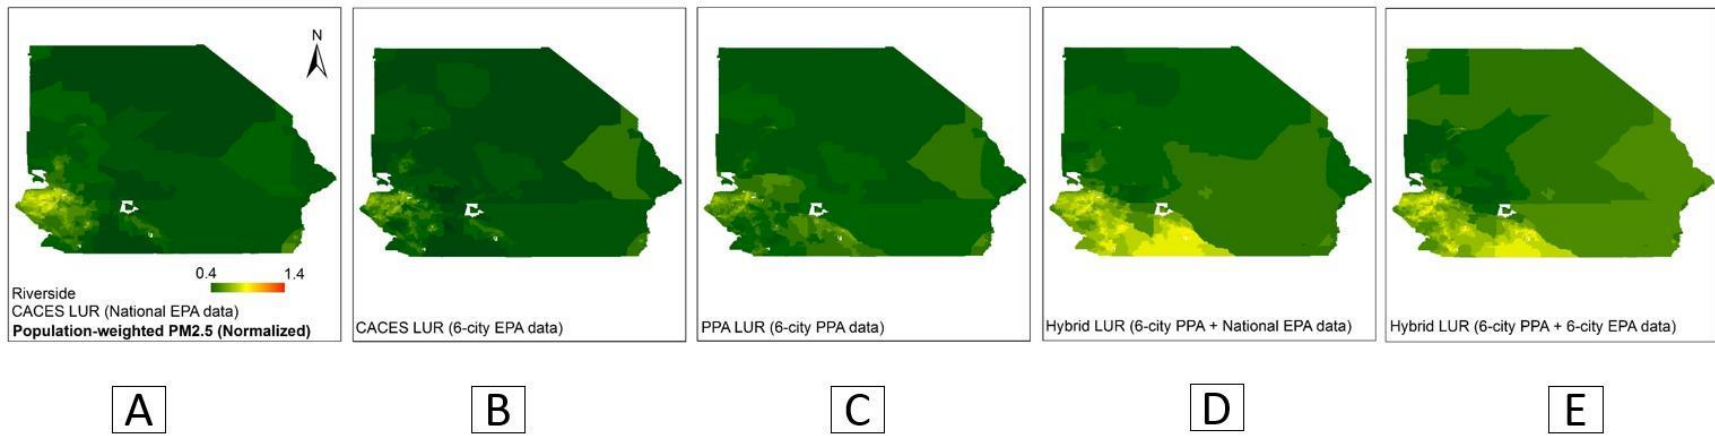 N
0.4 1.4
Riverside
CACES LUR (National EPA data)
Population-weighted PM2.5 (Normalized)
CACES LUR (6-city EPA data)
PPA LUR (6-city PPA data)
Hybrid LUR (6-city PPA + National EPA data)
Hybrid LUR (6-city PPA + 6-city EPA data)
A
B
C
D
E